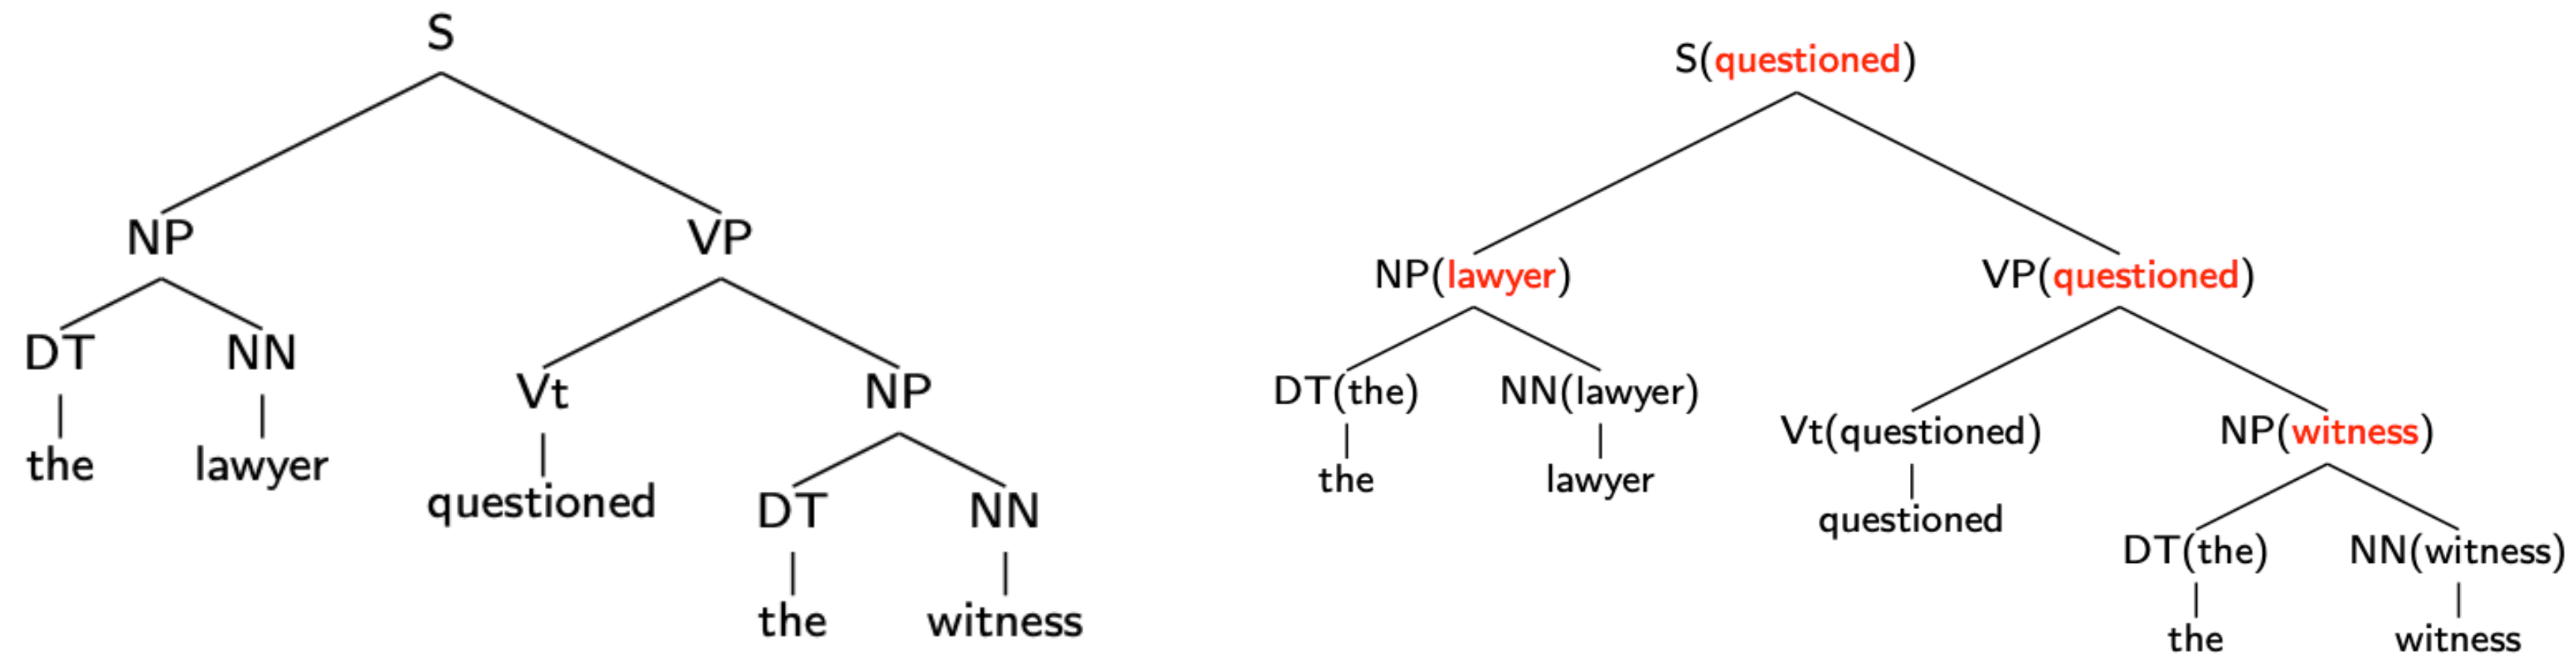 S
NP VP
DT NN
Vt NP
the lawyer
questioned
DT NN
the witness
S(questioned)
NP(lawyer) VP(questioned)
DT(the) NN(lawyer)
Vt(questioned) NP(witness)
the lawyer
questioned
DT(the) NN(witness)
the witness